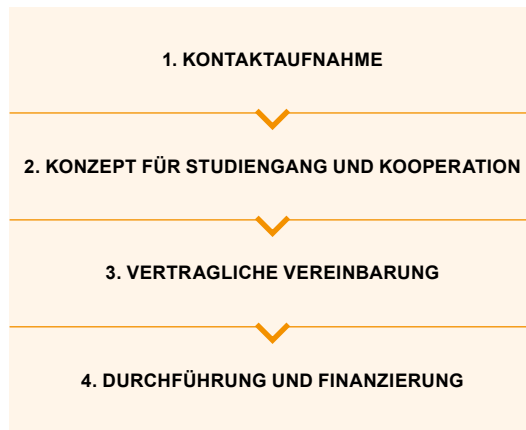 1. KONTAKTAUFNAHME
2. KONZEPT FÜR STUDIENGANG UND KOOPERATION
3. VERTRAGLICHE VEREINBARUNG
4. DURCHFÜHRUNG UND FINANZIERUNG